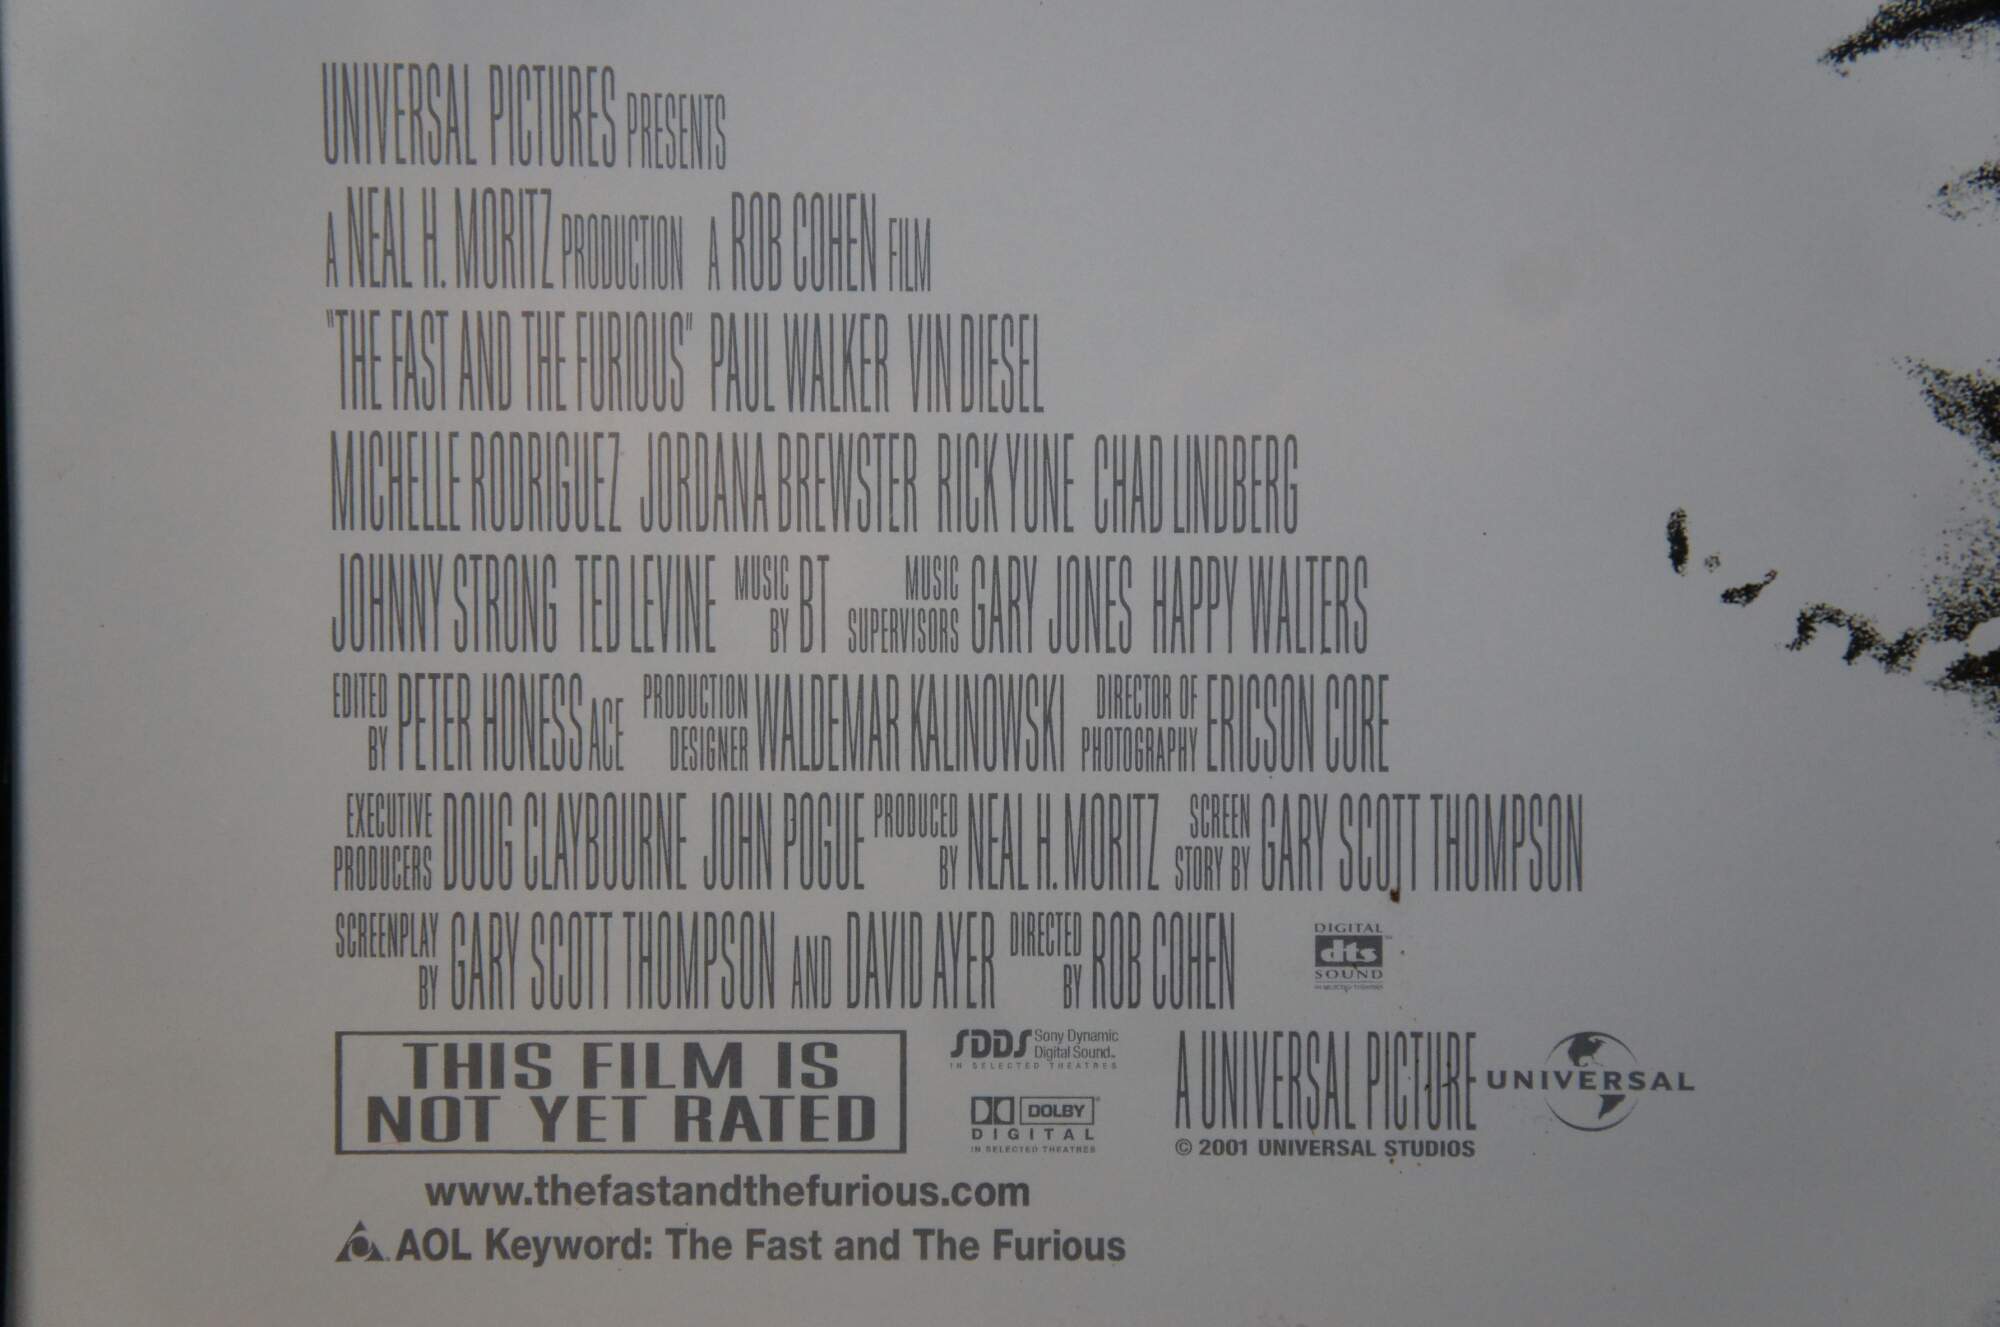 UNIVERSAL PICTURES PRESENTS
A NEAL H. MORITZ PRODUCTION A ROB COHEN FILM
"THE FAST AND THE FURIOUS" PAUL WALKER VIN DIESEL
MICHELLE RODRIGUEZ JORDANA BREWSTER RICK YUNE CHAD LINDBERG
JOHNNY STRONG TED LEVINE MUSIC BY BT MUSIC SUPERVISORS GARY JONES HAPPY WALTERS
EDITED BY PETER HONESS ACE PRODUCTION DESIGNER WALDEMAR KALINOWSKI DIRECTOR OF PHOTOGRAPHY ERICSON CORE
EXECUTIVE PRODUCERS DOUG CLAYBOURNE JOHN POGUE PRODUCED BY NEAL H. MORITZ SCREEN STORY BY GARY SCOTT THOMPSON
SCREENPLAY BY GARY SCOTT THOMPSON AND DAVID AYER DIRECTED BY ROB COHEN
DIGITAL
dts™
SOUND
IN SELECTED THEATRES
THIS FILM IS
NOT YET RATED
SDDS Sony Dynamic
Digital Sound™
IN SELECTED THEATRES
DOLBY®
DIGITAL
IN SELECTED THEATRES
A UNIVERSAL PICTURE
© 2001 UNIVERSAL STUDIOS
UNIVERSAL
www.thefastandthefurious.com
AOL Keyword: The Fast and The Furious